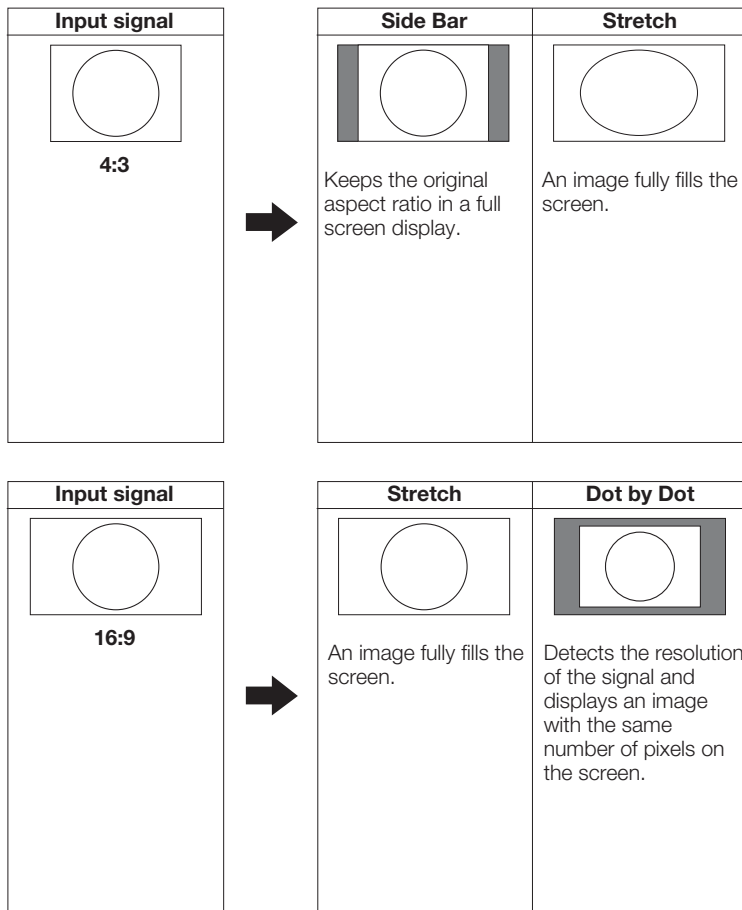 Input signal
Side Bar
Stretch
4:3
Keeps the original
aspect ratio in a full
screen display.
An image fully fills the
screen.
Input signal
Stretch
Dot by Dot
16:9
An image fully fills the
screen.
Detects the resolution
of the signal and
displays an image
with the same
number of pixels on
the screen.